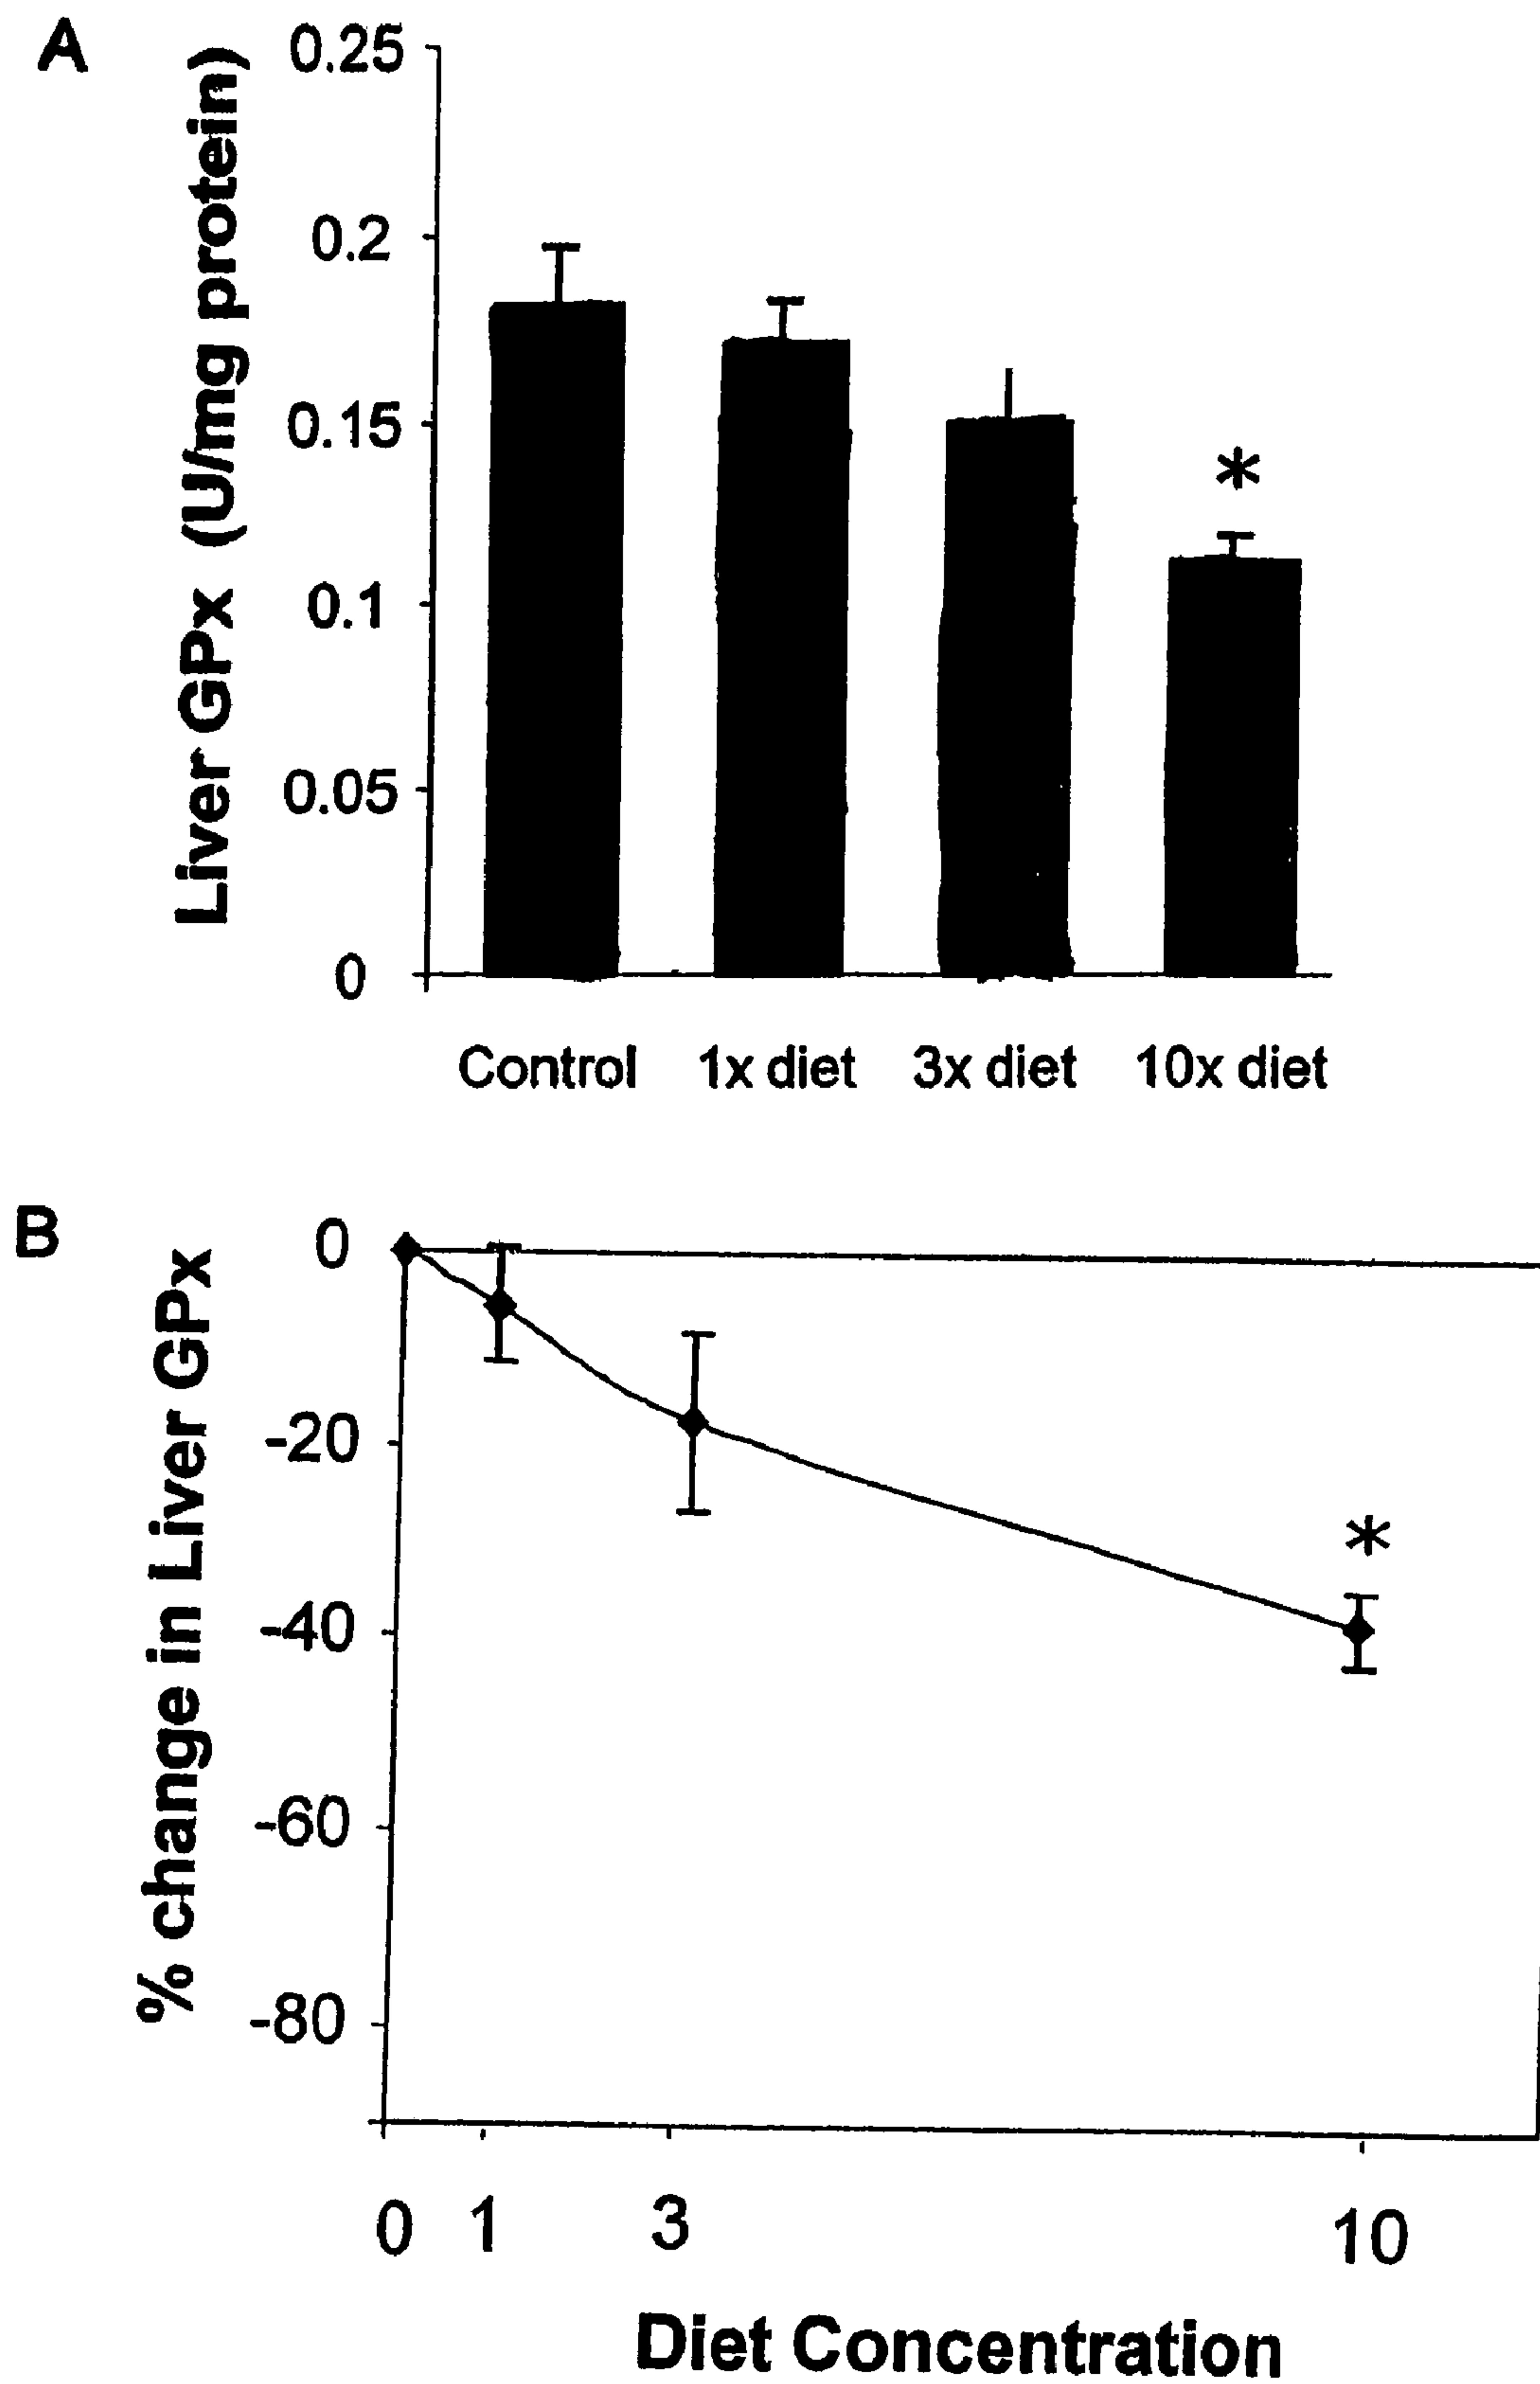 A
Liver GPx (U/mg protein)
0.25
0.2
0.15
0.1
0.05
0
*
Control 1x diet 3x diet 10x diet
B
% change in Liver GPx
0
-20
-40
-60
-80
*
0 1 3 10
Diet Concentration